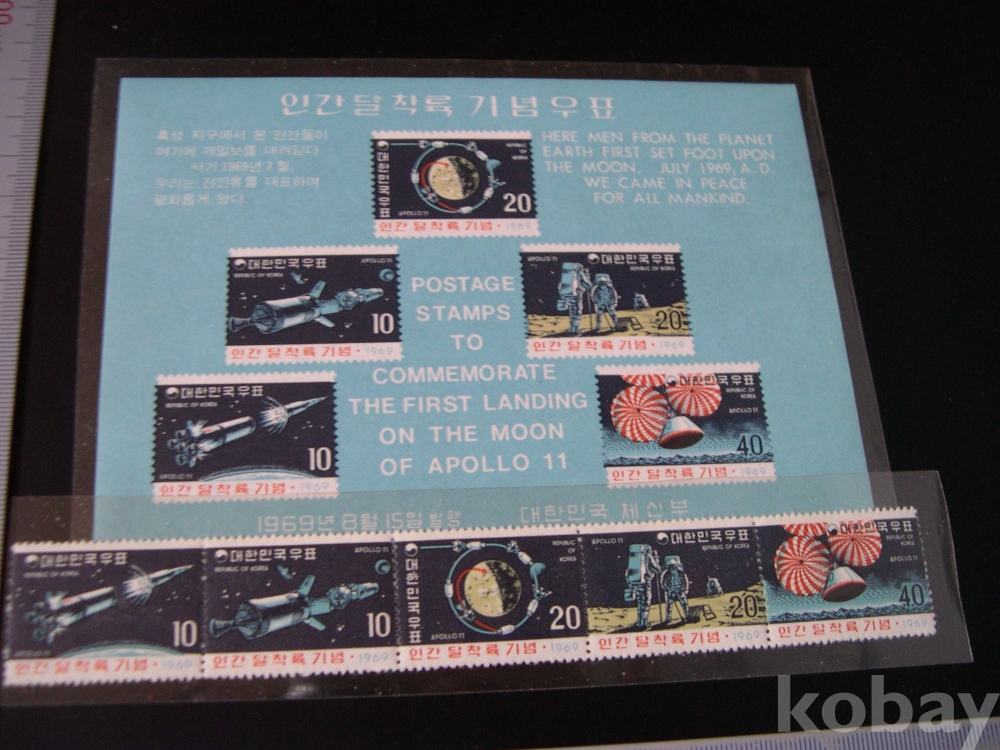 인간달착륙기념우표
혹성 지구에서 온 인간들이
여기에 제일보를 내려딛다.
서기 1969년 7월,
우리는 전인류를 대표하여
평화롭게 왔다.
HERE MEN FROM THE PLANET
EARTH FIRST SET FOOT UPON
THE MOON. JULY 1969, A.D.
WE CAME IN PEACE
FOR ALL MANKIND.
대한민국우표
REPUBLIC OF KOREA
APOLLO 11
20
인간 달착륙기념·1969
대한민국우표
REPUBLIC OF KOREA
APOLLO 11
10
인간 달착륙기념·1969
APOLLO 11
대한민국우표
REPUBLIC OF KOREA
20
인간 달착륙기념·1969
POSTAGE
STAMPS
TO
COMMEMORATE
THE FIRST LANDING
ON THE MOON
OF APOLLO 11
대한민국우표
REPUBLIC OF KOREA
APOLLO 11
10
인간 달착륙기념·1969
대한민국우표
REPUBLIC OF KOREA
APOLLO 11
40
인간 달착륙기념·1969
1969년 8월 15일 발행 대한민국 체신부
대한민국우표
REPUBLIC OF KOREA
APOLLO 11
10
인간 달착륙기념·1969
대한민국우표
REPUBLIC OF KOREA
APOLLO 11
10
인간 달착륙기념·1969
대한민국우표
REPUBLIC OF KOREA
APOLLO 11
20
인간 달착륙기념·1969
APOLLO 11
대한민국우표
REPUBLIC OF KOREA
20
인간 달착륙기념·1969
대한민국우표
REPUBLIC OF KOREA
APOLLO 11
40
인간 달착륙기념·1969
kobay